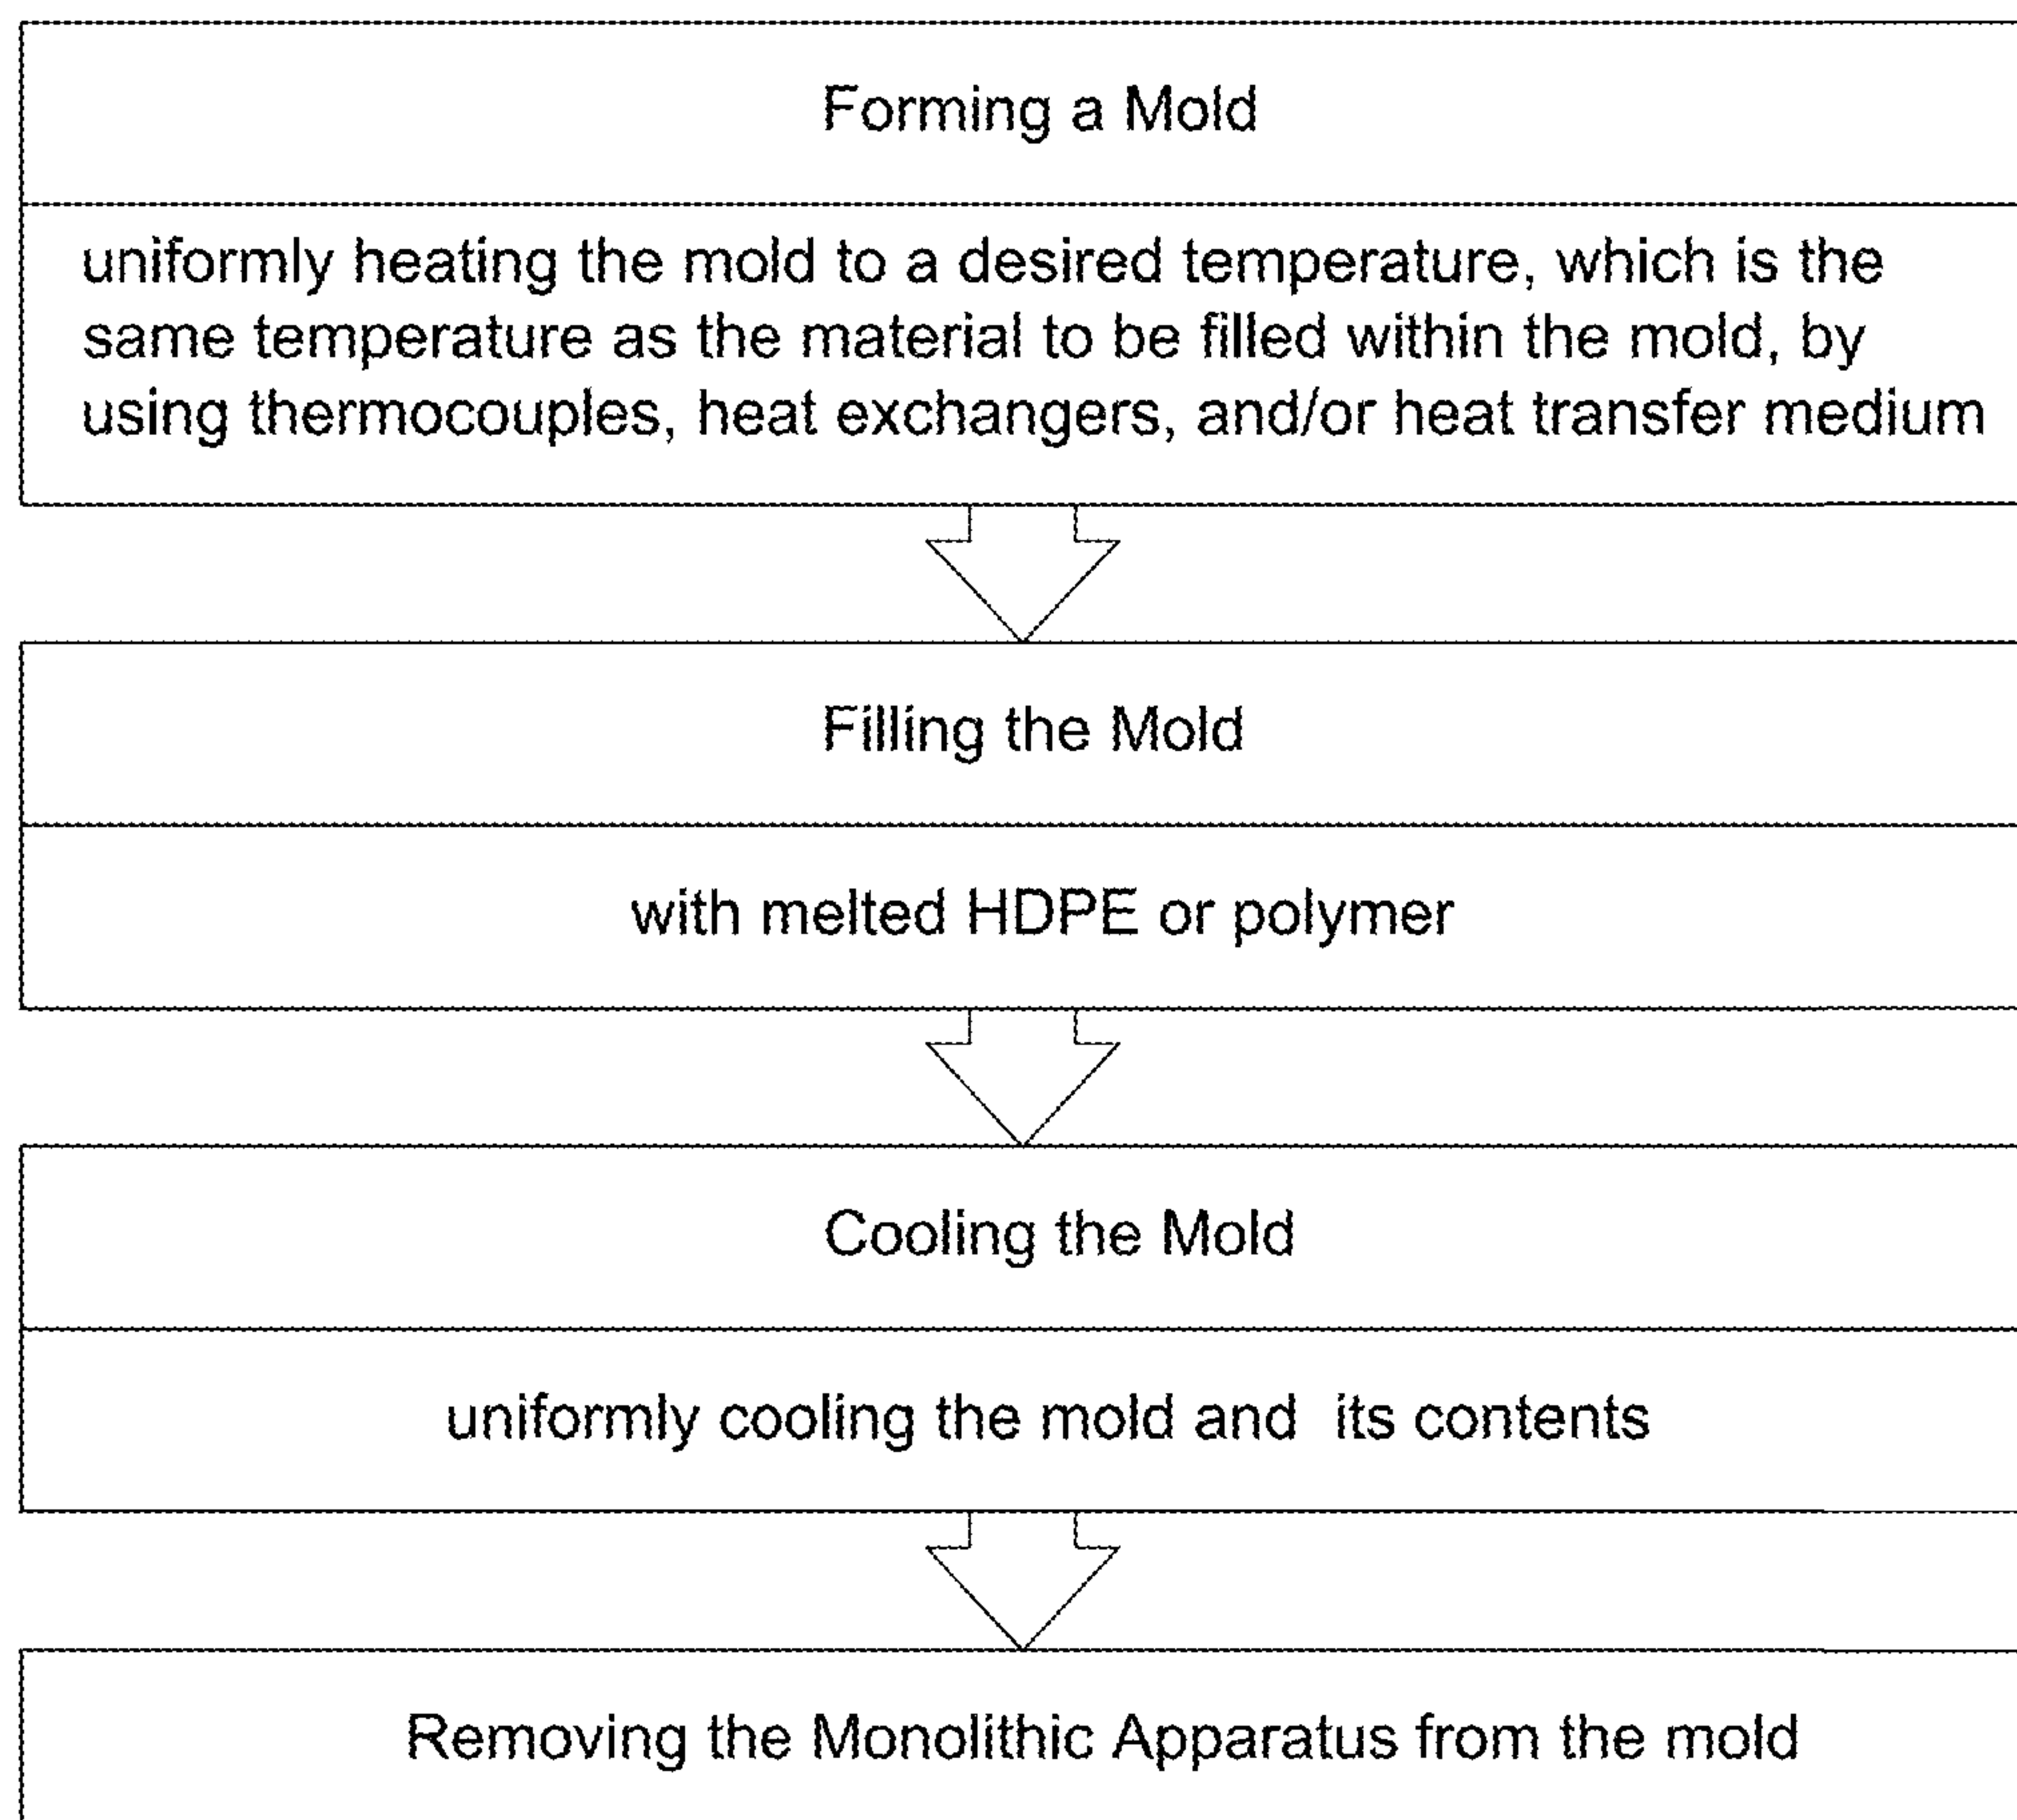 Forming a Mold
uniformly heating the mold to a desired temperature, which is the
same temperature as the material to be filled within the mold, by
using thermocouples, heat exchangers, and/or heat transfer medium
Filling the Mold
with melted HDPE or polymer
Cooling the Mold
uniformly cooling the mold and its contents
Removing the Monolithic Apparatus from the mold